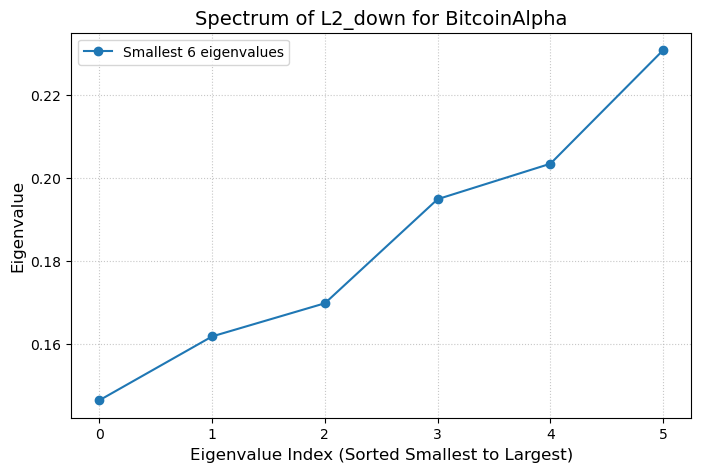 Spectrum of L2_down for BitcoinAlpha
Smallest 6 eigenvalues
Eigenvalue
0.22
0.20
0.18
0.16
0 1 2 3 4 5
Eigenvalue Index (Sorted Smallest to Largest)